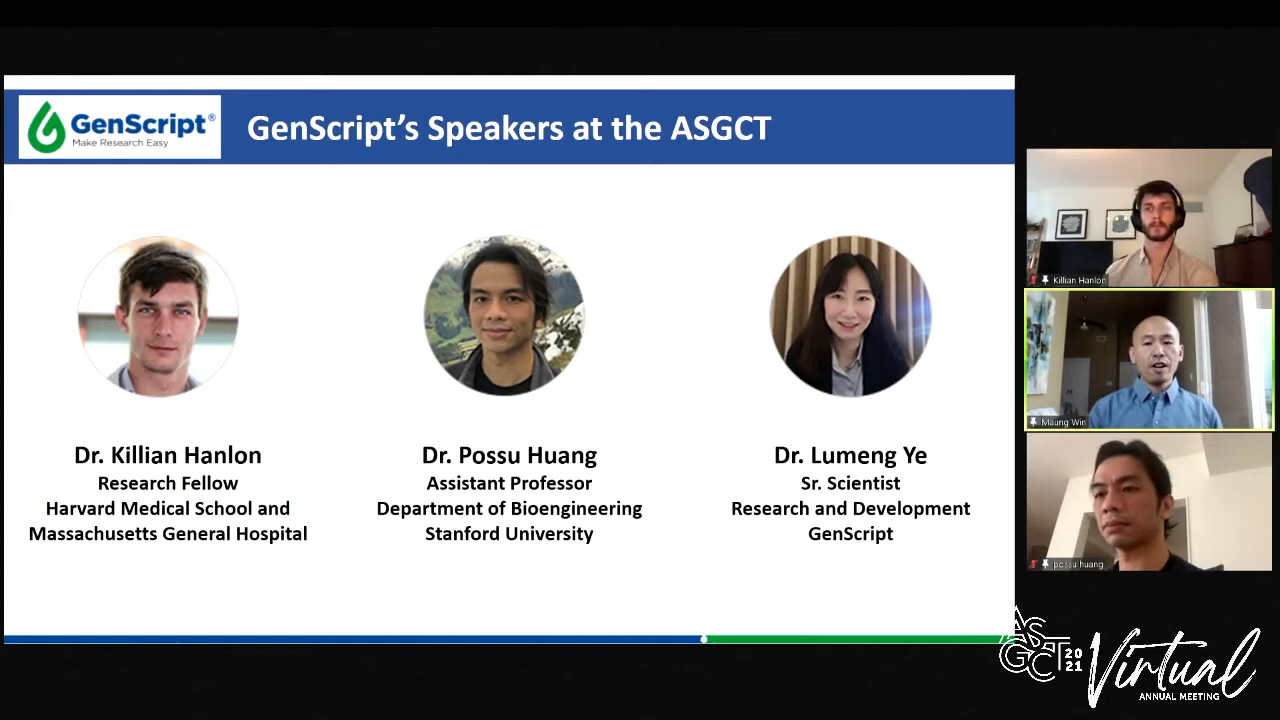 GenScript®
Make Research Easy
GenScript's Speakers at the ASGCT
Dr. Killian Hanlon
Research Fellow
Harvard Medical School and
Massachusetts General Hospital
Dr. Possu Huang
Assistant Professor
Department of Bioengineering
Stanford University
Dr. Lumeng Ye
Sr. Scientist
Research and Development
GenScript
Killian Hanlon
Maung Win
possu huang
ASGCT
2021
Virtual
ANNUAL MEETING